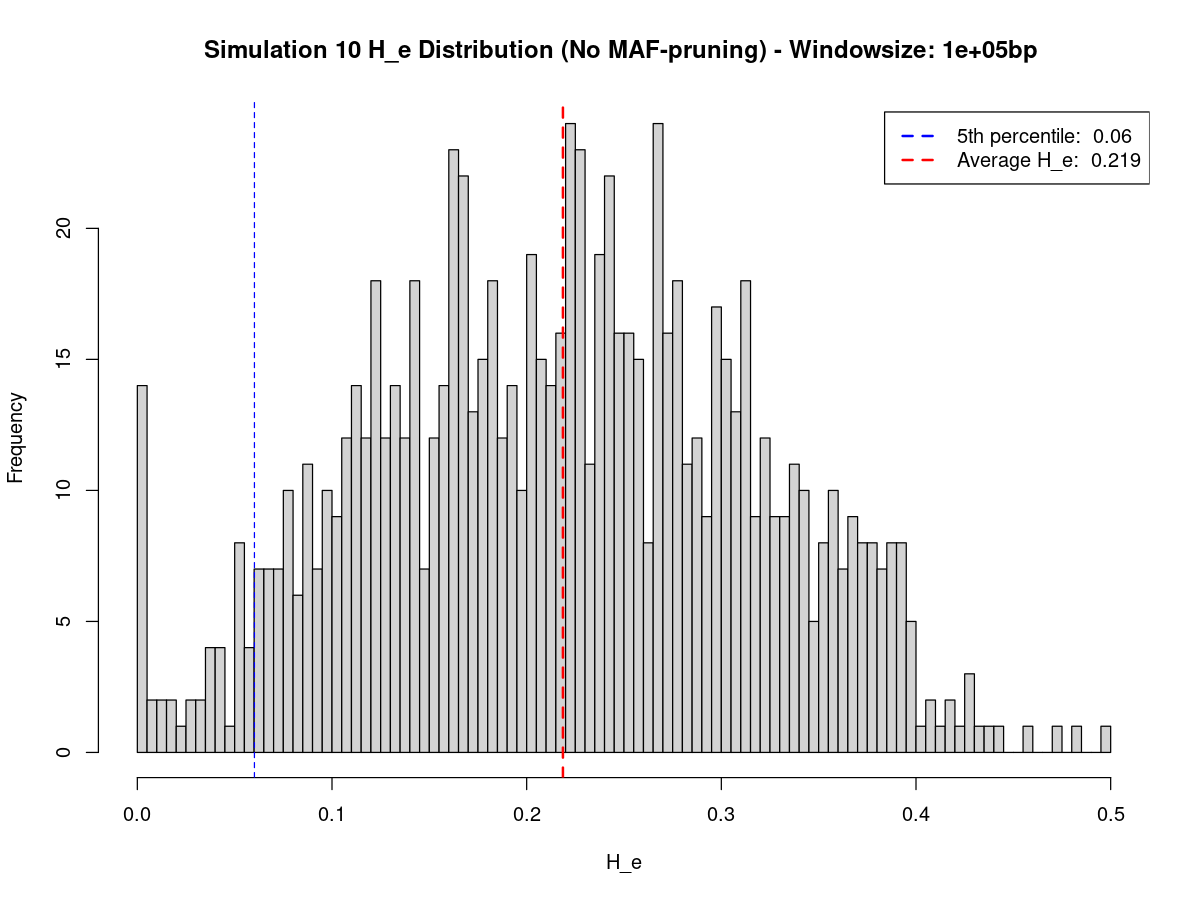 Simulation 10 H_e Distribution (No MAF-pruning) - Windowsize: 1e+05bp
5th percentile: 0.06
Average H_e: 0.219
Frequency
20
15
10
5
0
0.0 0.1 0.2 0.3 0.4 0.5
H_e